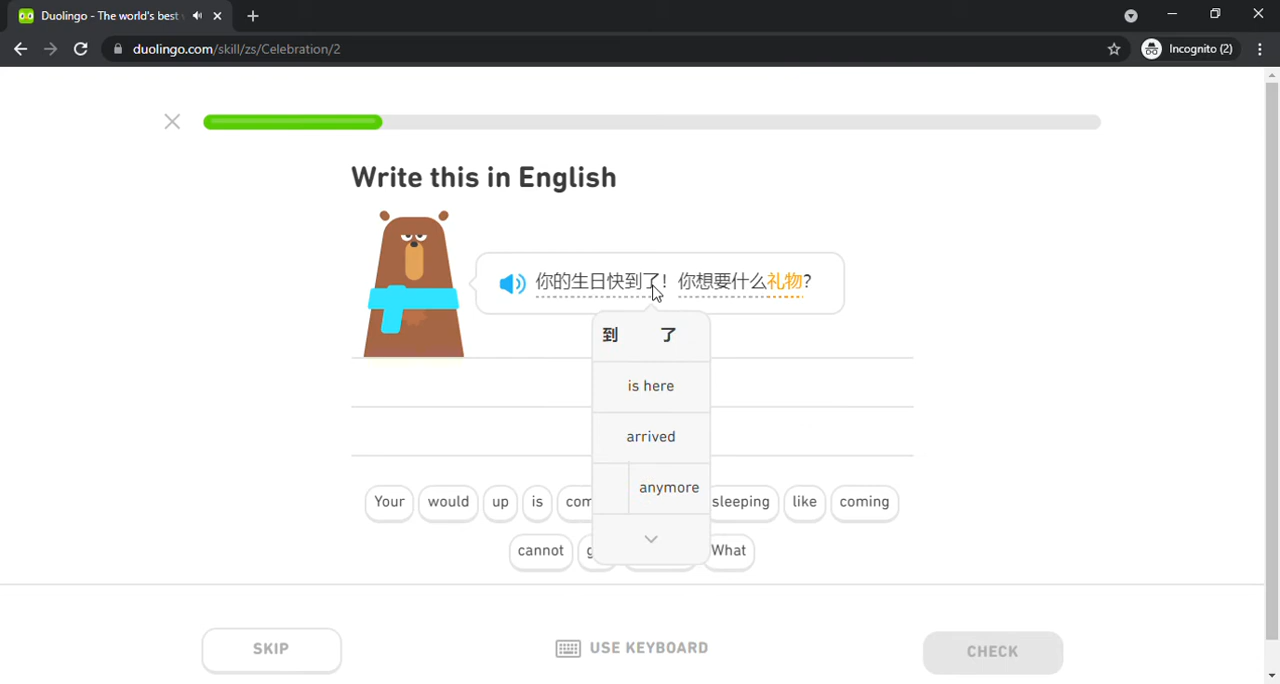 Duolingo - The world's best
duolingo.com/skill/zs/Celebration/2
Incognito (2)
Write this in English
你的生日快到了！你想要什么礼物？
到 了
is here
arrived
anymore
Your would up is sleeping like coming
cannot What
SKIP
USE KEYBOARD
CHECK